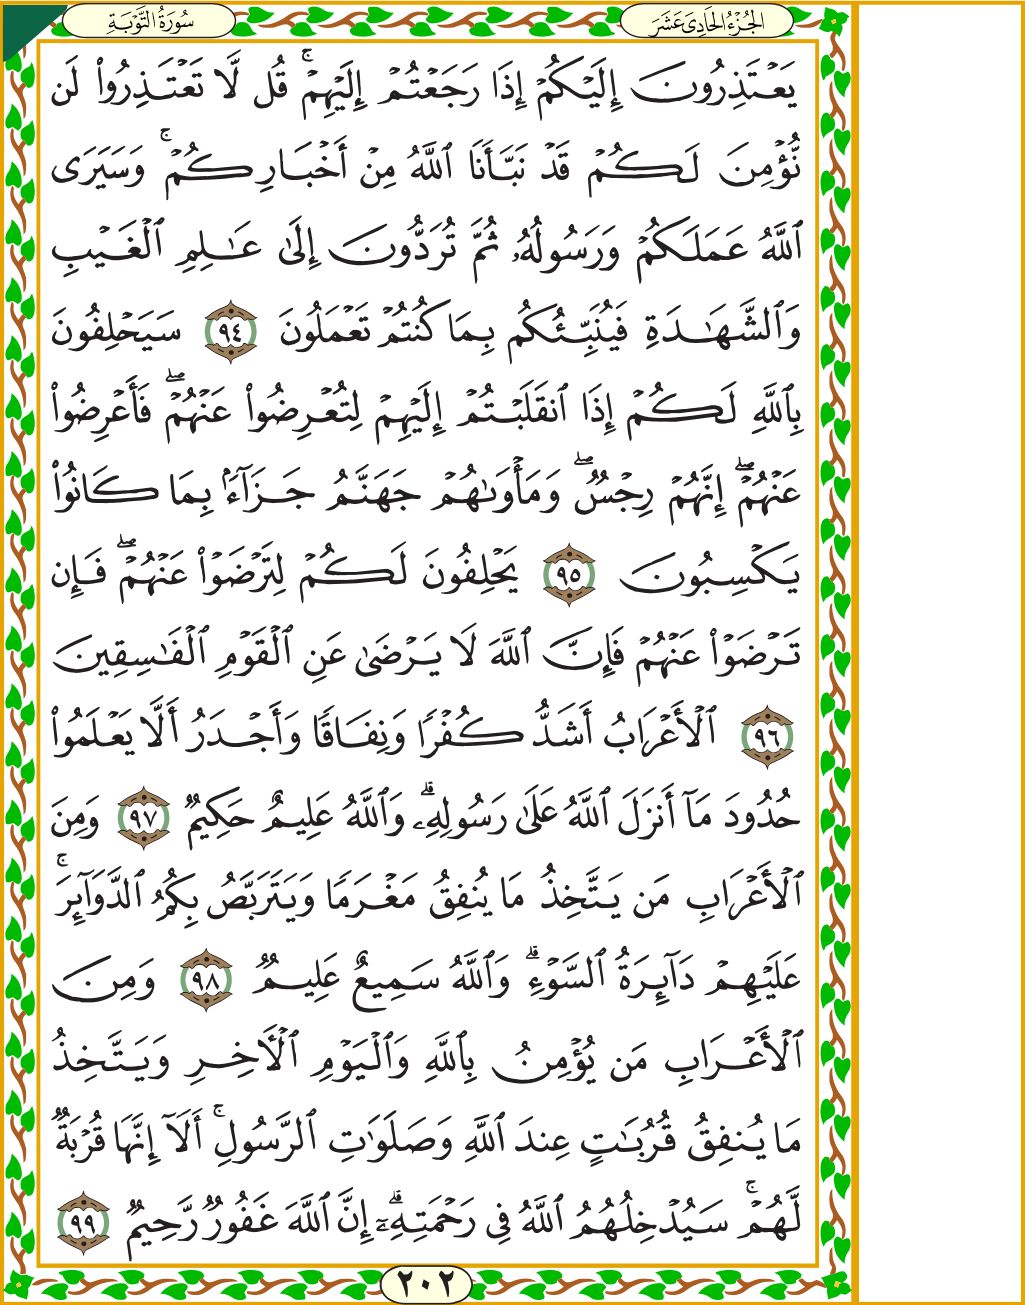 الجُزْءُ الحَادِىَ عَشَرَ
سُورَةُ التَّوْبَةِ
يَعْتَذِرُونَ إِلَيْكُمْ إِذَا رَجَعْتُمْ إِلَيْهِمْۚ قُل لَّا تَعْتَذِرُوا۟ لَن
نُّؤْمِنَ لَكُمْ قَدْ نَبَّأَنَا ٱللَّهُ مِنْ أَخْبَارِكُمْۚ وَسَيَرَى
ٱللَّهُ عَمَلَكُمْ وَرَسُولُهُۥ ثُمَّ تُرَدُّونَ إِلَىٰ عَـٰلِمِ ٱلْغَيْبِ
وَٱلشَّهَـٰدَةِ فَيُنَبِّئُكُم بِمَا كُنتُمْ تَعْمَلُونَ ٩٤ سَيَحْلِفُونَ
بِٱللَّهِ لَكُمْ إِذَا ٱنقَلَبْتُمْ إِلَيْهِمْ لِتُعْرِضُوا۟ عَنْهُمْۖ فَأَعْرِضُوا۟
عَنْهُمْۖ إِنَّهُمْ رِجْسٌۖ وَمَأْوَىٰهُمْ جَهَنَّمُ جَزَآءًۢ بِمَا كَانُوا۟
يَكْسِبُونَ ٩٥ يَحْلِفُونَ لَكُمْ لِتَرْضَوْا۟ عَنْهُمْۖ فَإِن
تَرْضَوْا۟ عَنْهُمْ فَإِنَّ ٱللَّهَ لَا يَرْضَىٰ عَنِ ٱلْقَوْمِ ٱلْفَـٰسِقِينَ
٩٦ ٱلْأَعْرَابُ أَشَدُّ كُفْرًا وَنِفَاقًا وَأَجْدَرُ أَلَّا يَعْلَمُوا۟
حُدُودَ مَآ أَنزَلَ ٱللَّهُ عَلَىٰ رَسُولِهِۦۗ وَٱللَّهُ عَلِيمٌ حَكِيمٌ ٩٧ وَمِنَ
ٱلْأَعْرَابِ مَن يَتَّخِذُ مَا يُنفِقُ مَغْرَمًا وَيَتَرَبَّصُ بِكُمُ ٱلدَّوَآئِرَۚ
عَلَيْهِمْ دَآئِرَةُ ٱلسَّوْءِۗ وَٱللَّهُ سَمِيعٌ عَلِيمٌ ٩٨ وَمِنَ
ٱلْأَعْرَابِ مَن يُؤْمِنُ بِٱللَّهِ وَٱلْيَوْمِ ٱلْـَٔاخِرِ وَيَتَّخِذُ
مَا يُنفِقُ قُرُبَـٰتٍ عِندَ ٱللَّهِ وَصَلَوَٰتِ ٱلرَّسُولِۚ أَلَآ إِنَّهَا قُرْبَةٌ
لَّهُمْۚ سَيُدْخِلُهُمُ ٱللَّهُ فِى رَحْمَتِهِۦٓۗ إِنَّ ٱللَّهَ غَفُورٌ رَّحِيمٌ ٩٩
٢٠٢